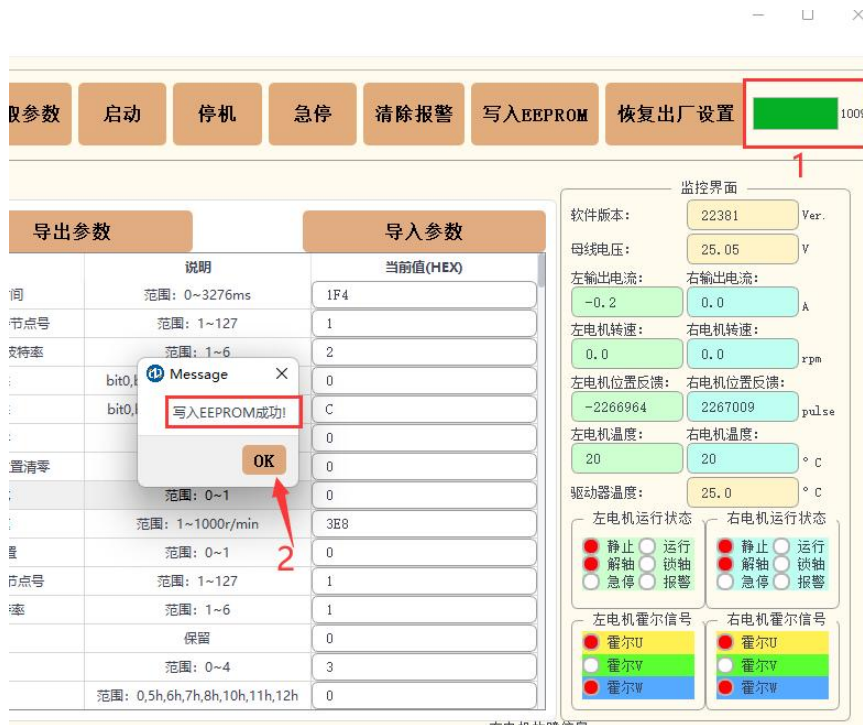 取参数 启动 停机 急停 清除报警 写入EEPROM 恢复出厂设置 100%
1
导出参数 导入参数
说明 当前值(HEX)
间 范围：0~3276ms 1F4
节点号 范围：1~127 1
波特率 范围：1~6 2
bit0, 0
bit0, C
0
置清零 0
范围：0~1 0
范围：1~1000r/min 3E8
置 范围：0~1 0
节点号 范围：1~127 1
率 范围：1~6 1
保留 0
范围：0~4 3
范围：0,5h,6h,7h,8h,10h,11h,12h 0
Message
写入EEPROM成功!
OK
2
监控界面
软件版本： 22381 Ver.
母线电压： 25.05 V
左输出电流： 右输出电流：
-0.2 0.0 A
左电机转速： 右电机转速：
0.0 0.0 rpm
左电机位置反馈： 右电机位置反馈：
-2266964 2267009 pulse
左电机温度： 右电机温度：
20 20 °C
驱动器温度： 25.0 °C
左电机运行状态 右电机运行状态
静止 运行 静止 运行
解轴 锁轴 解轴 锁轴
急停 报警 急停 报警
左电机霍尔信号 右电机霍尔信号
霍尔U 霍尔U
霍尔V 霍尔V
霍尔W 霍尔W